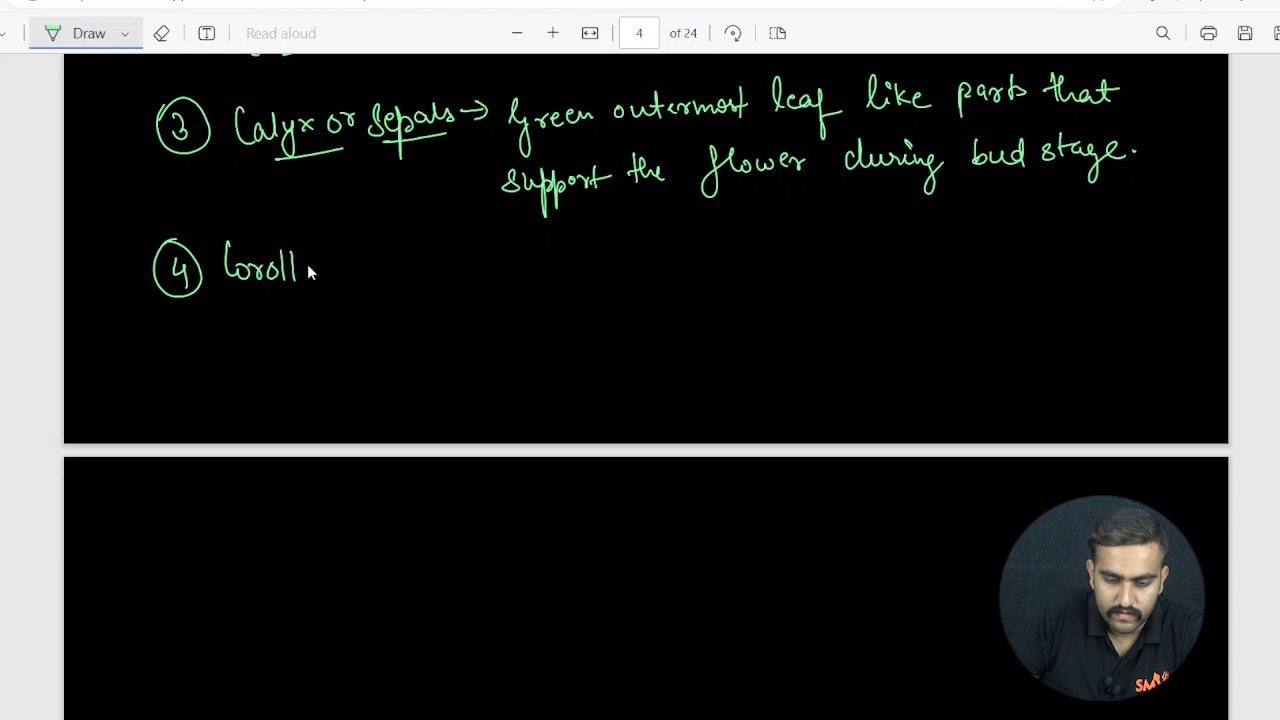 Draw
Read aloud
4 of 24
3 Calyx or Sepals → Green outermost leaf like parts that
support the flower during bud stage.
4 Coroll